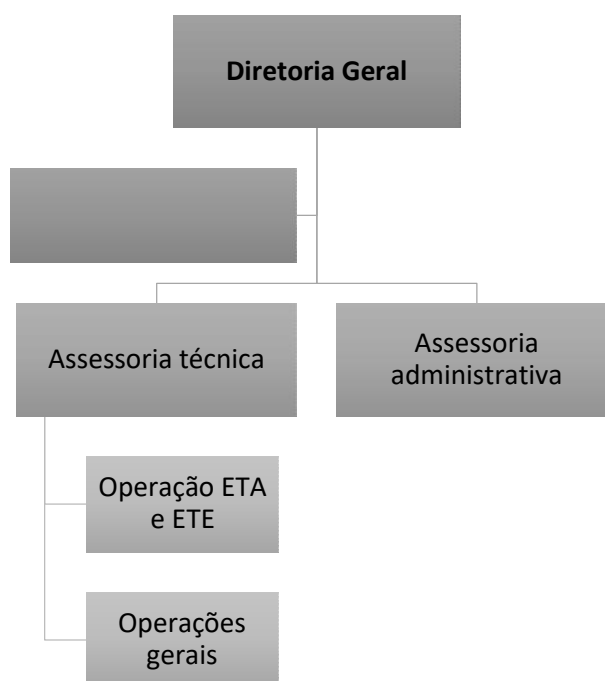 Diretoria Geral
Assessoria técnica
Assessoria
administrativa
Operação ETA
e ETE
Operações
gerais